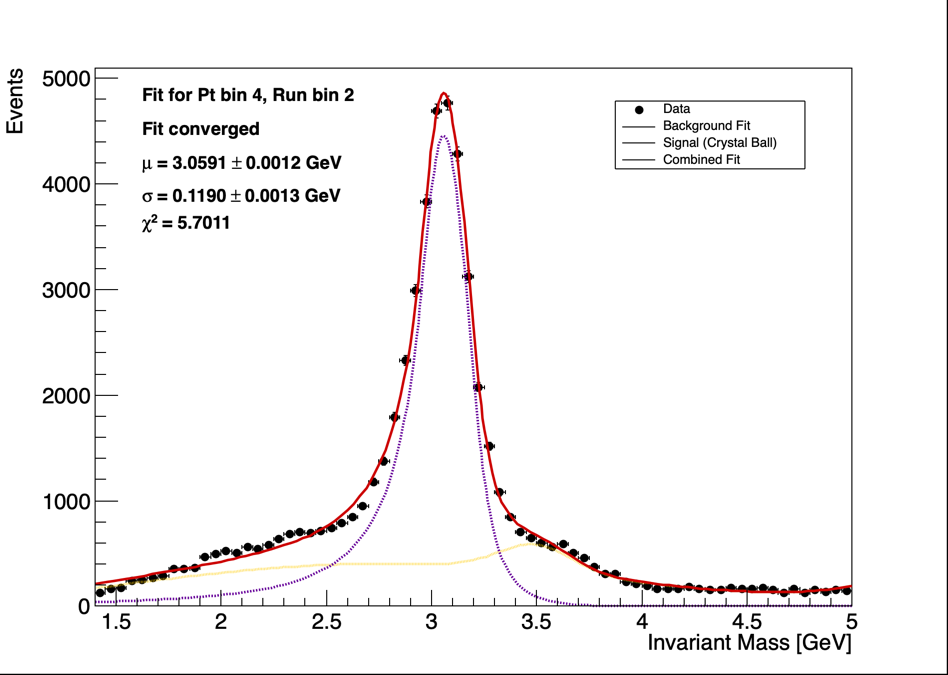 Events
5000
4000
3000
2000
1000
0
Fit for Pt bin 4, Run bin 2
Fit converged
μ = 3.0591 ± 0.0012 GeV
σ = 0.1190 ± 0.0013 GeV
χ² = 5.7011
Data
Background Fit
Signal (Crystal Ball)
Combined Fit
1.5 2 2.5 3 3.5 4 4.5 5
Invariant Mass [GeV]